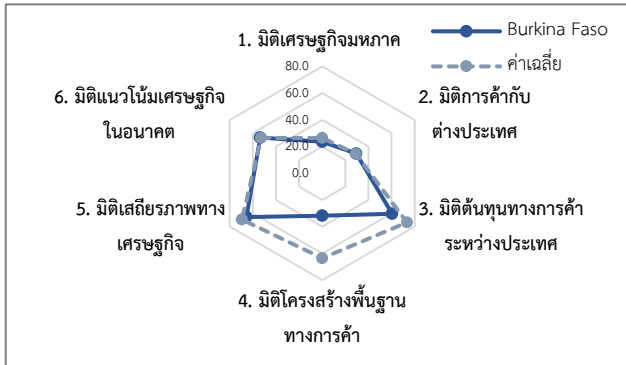 Burkina Faso
ค่าเฉลี่ย
1. มิติเศรษฐกิจมหภาค
80.0
60.0
40.0
20.0
0.0
2. มิติการค้ากับ
ต่างประเทศ
3. มิติต้นทุนทางการค้า
ระหว่างประเทศ
4. มิติโครงสร้างพื้นฐาน
ทางการค้า
5. มิติเสถียรภาพทาง
เศรษฐกิจ
6. มิติแนวโน้มเศรษฐกิจ
ในอนาคต